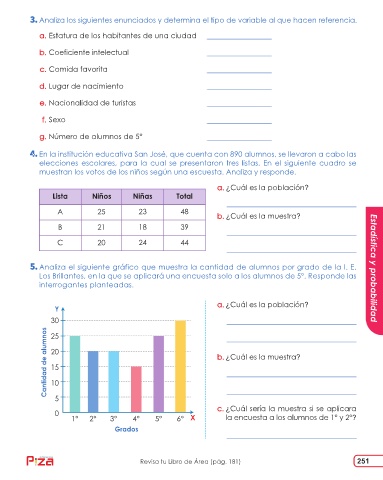 3. Analiza los siguientes enunciados y determina el tipo de variable al que hacen referencia.
a. Estatura de los habitantes de una ciudad
b. Coeficiente intelectual
c. Comida favorita
d. Lugar de nacimiento
e. Nacionalidad de turistas
f. Sexo
g. Número de alumnos de 5°
4. En la institución educativa San José, que cuenta con 890 alumnos, se llevaron a cabo las
elecciones escolares, para la cual se presentaron tres listas. En el siguiente cuadro se
muestran los votos de los niños según una escuesta. Analiza y responde.
Lista Niños Niñas Total
A 25 23 48
B 21 18 39
C 20 24 44
a. ¿Cuál es la población?
b. ¿Cuál es la muestra?
5. Analiza el siguiente gráfico que muestra la cantidad de alumnos por grado de la I. E.
Los Brillantes, en la que se aplicará una encuesta solo a los alumnos de 5°. Responde las
interrogantes planteadas.
Y
30
25
20
15
10
5
0
1° 2° 3° 4° 5° 6° X
Cantidad de alumnos
Grados
a. ¿Cuál es la población?
b. ¿Cuál es la muestra?
c. ¿Cuál sería la muestra si se aplicara
la encuesta a los alumnos de 1° y 2°?
Estadística y probabilidad
Pzza
Revisa tu Libro de Área (pág. 181)
251